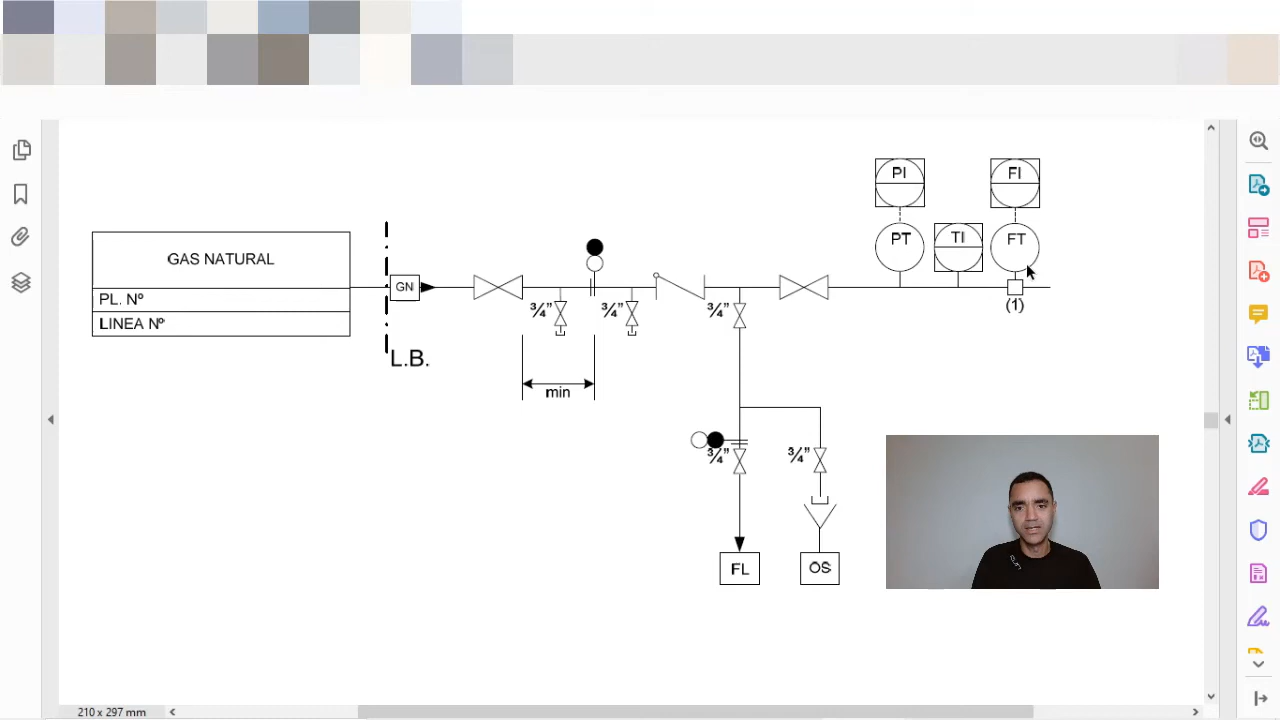 PI
FI
PT
TI
FT
GAS NATURAL
GN
PL. Nº
LINEA Nº
¾”
¾”
¾”
(1)
L.B.
min
¾”
¾”
FL
OS
210 x 297 mm